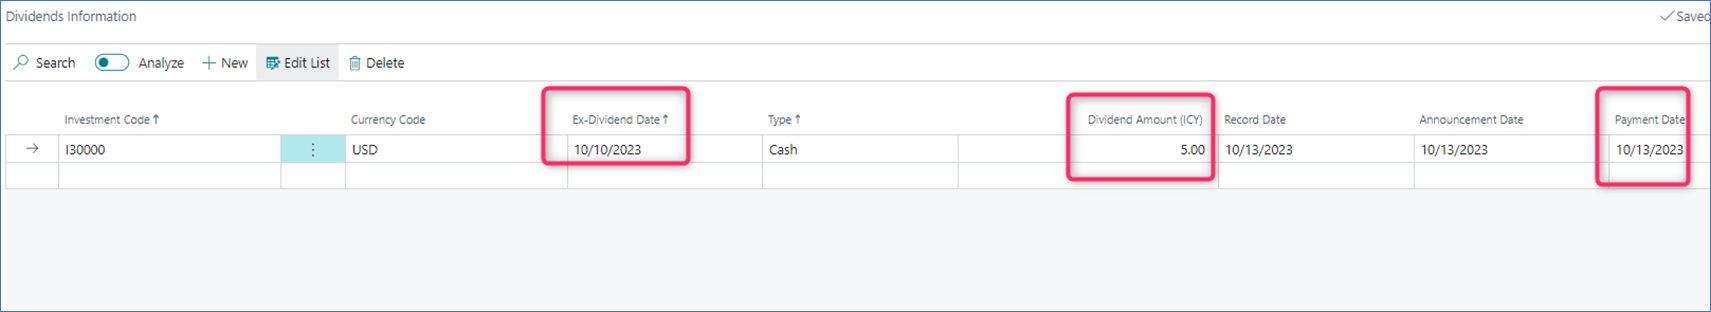 Dividends Information Saved
Search Analyze New Edit List Delete
Investment Code Currency Code Ex-Dividend Date Type Dividend Amount (ICY) Record Date Announcement Date Payment Date
I30000 USD 10/10/2023 Cash 5.00 10/13/2023 10/13/2023 10/13/2023